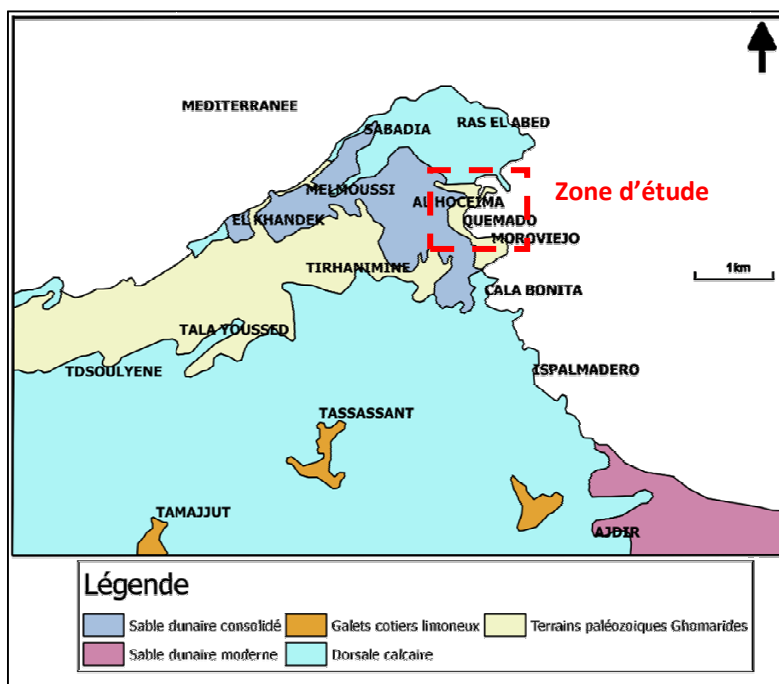 MEDITERRANEE
RAS EL ABED
SABADIA
MELMOUSSI
AL HOCEIMA
Zone d'étude
EL KHANDEK
QUEMADO
MOROVIEJO
TIRHANIMINE
1km
CALA BONITA
TALA YOUSSED
TDSOULYENE
ISPALMADERO
TASSASSANT
TAMAJJUT
AJDIR
Légende
Sable dunaire consolidé
Galets cotiers limoneux
Terrains paléozoiques Ghomarides
Sable dunaire moderne
Dorsale calcaire